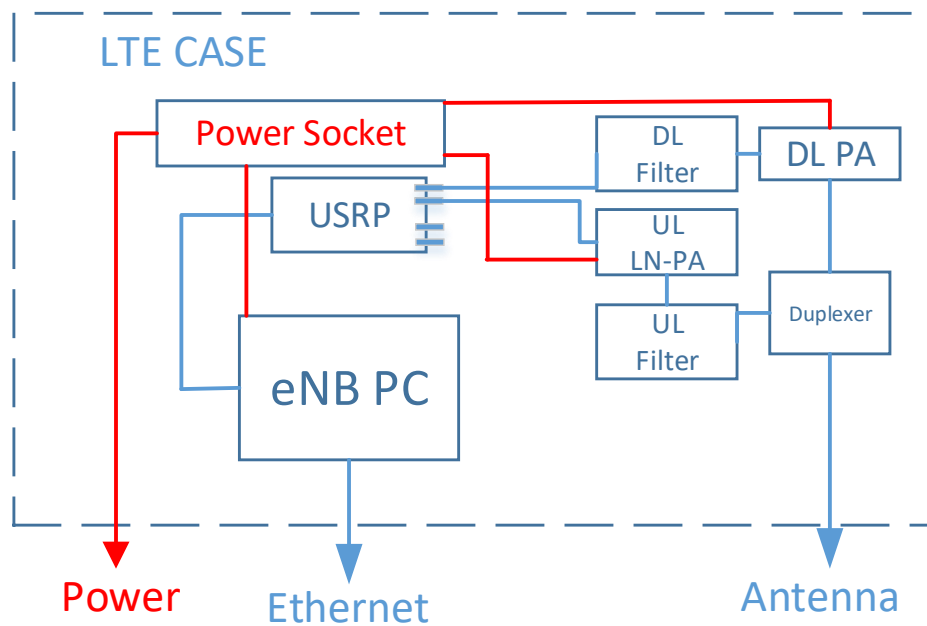 LTE CASE
Power Socket
DL
Filter
DL PA
USRP
UL
LN-PA
Duplexer
UL
Filter
eNB PC
Power
Ethernet
Antenna